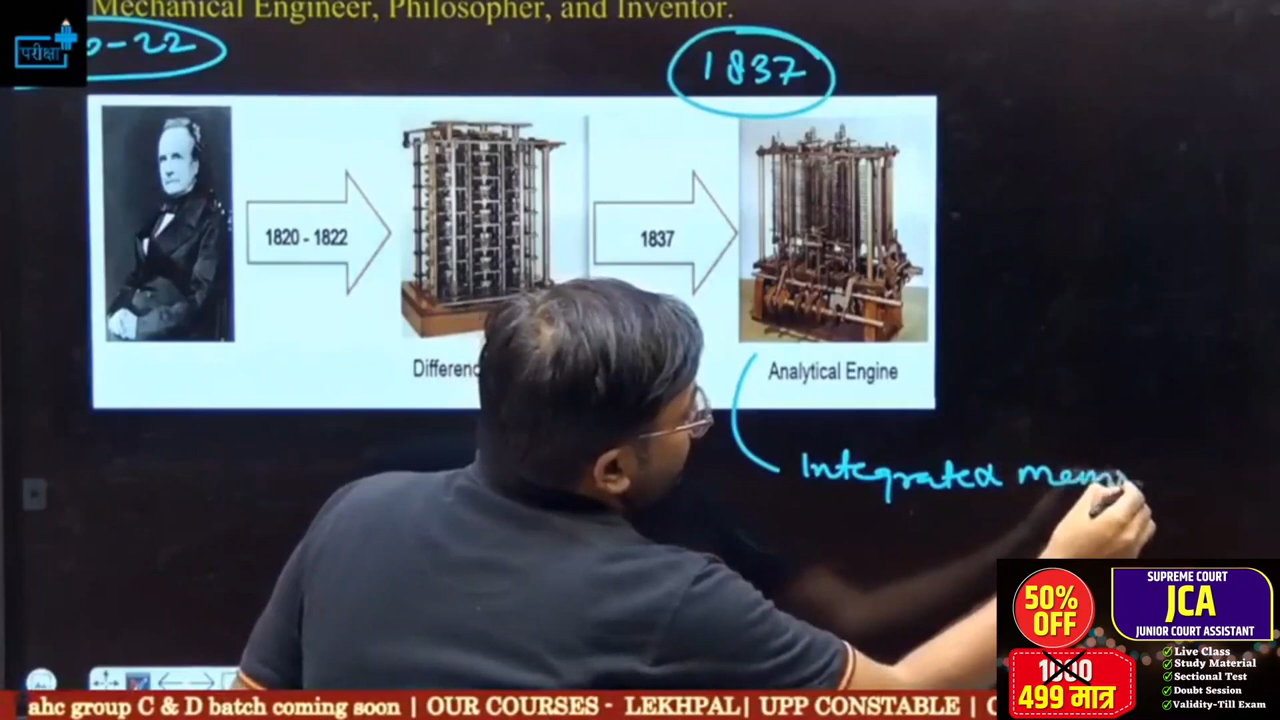 Mechanical Engineer, Philosopher, and Inventor.
परीक्षा
-22
1837
1820 - 1822
1837
Analytical Engine
Integrated
50%
OFF
1000
499 मात्र
SUPREME COURT
JCA
JUNIOR COURT ASSISTANT
Live Class
Study Material
Sectional Test
Doubt Session
Validity-Till Exam
ahc group C & D batch coming soon OUR COURSES - LEKHPAL| UPP CONSTABLE |